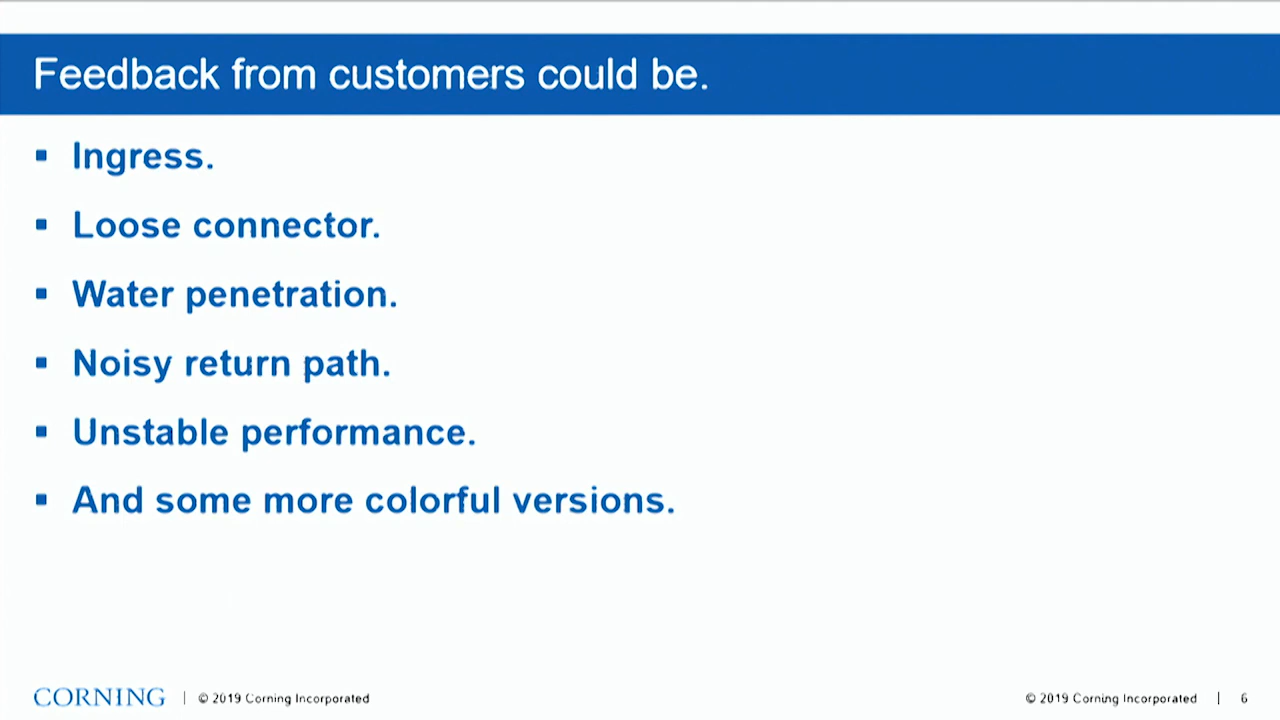 Feedback from customers could be.
▪ Ingress.
▪ Loose connector.
▪ Water penetration.
▪ Noisy return path.
▪ Unstable performance.
▪ And some more colorful versions.
CORNING | © 2019 Corning Incorporated © 2019 Corning Incorporated | 6